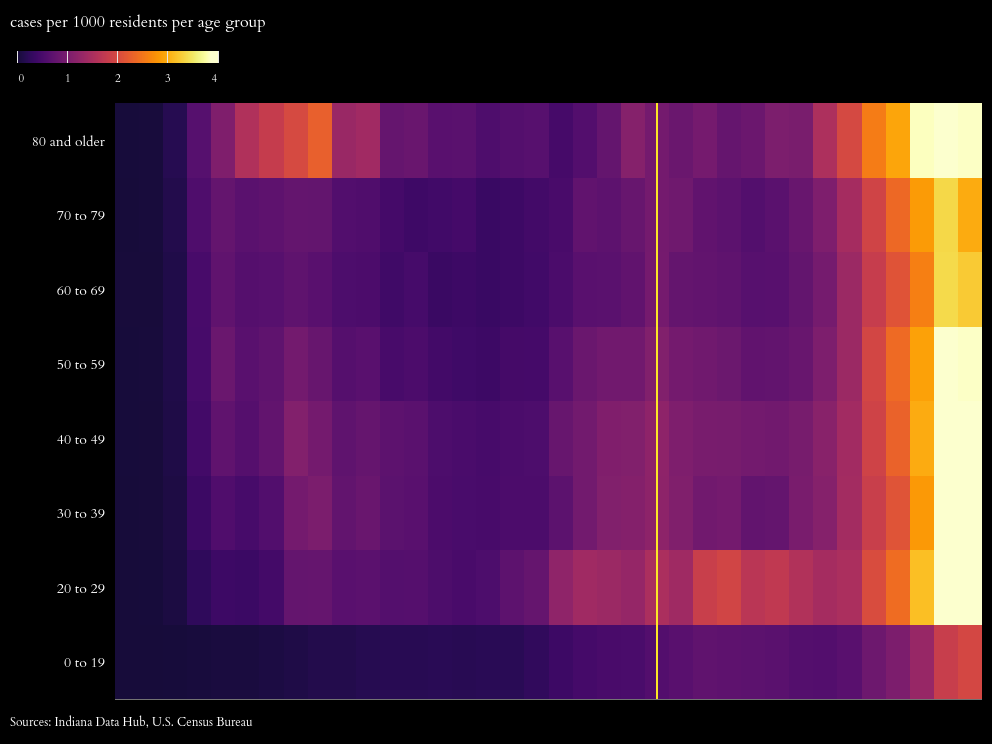 cases per 1000 residents per age group
0 1 2 3 4
80 and older
70 to 79
60 to 69
50 to 59
40 to 49
30 to 39
20 to 29
0 to 19
Sources: Indiana Data Hub, U.S. Census Bureau